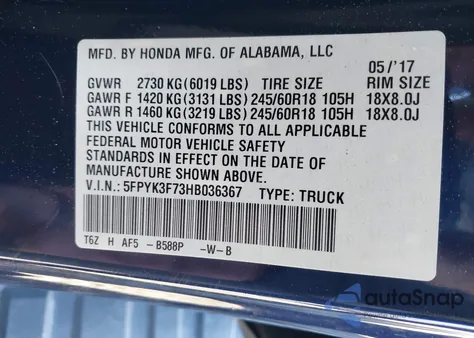 MFD. BY HONDA MFG. OF ALABAMA, LLC
05/'17
GVWR 2730 KG(6019 LBS) TIRE SIZE RIM SIZE
GAWR F 1420 KG(3131 LBS) 245/60R18 105H 18X8.0J
GAWR R 1460 KG(3219 LBS) 245/60R18 105H 18X8.0J
THIS VEHICLE CONFORMS TO ALL APPLICABLE
FEDERAL MOTOR VEHICLE SAFETY
STANDARDS IN EFFECT ON THE DATE OF
MANUFACTURE SHOWN ABOVE.
V.I.N.: 5FPYK3F73HB036367 TYPE: TRUCK
T6Z H AF5 -B588P -W-B
autoSnap